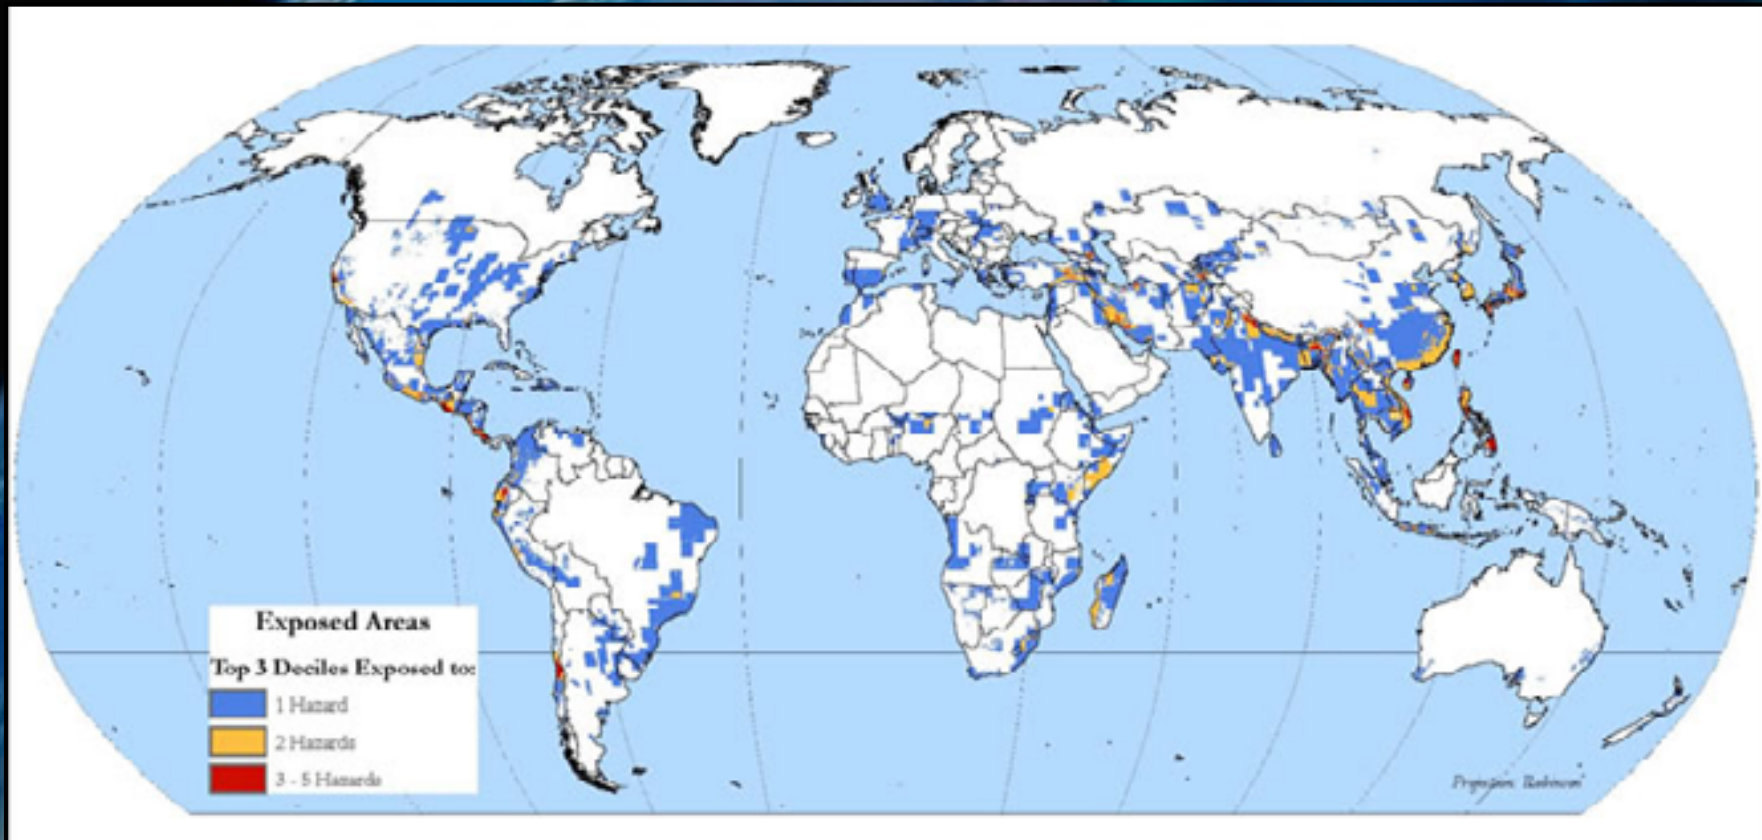 Exposed Areas
Top 3 Deciles Exposed to:
1 Hazard
2 Hazards
3 - 5 Hazards
Projection: Robinson